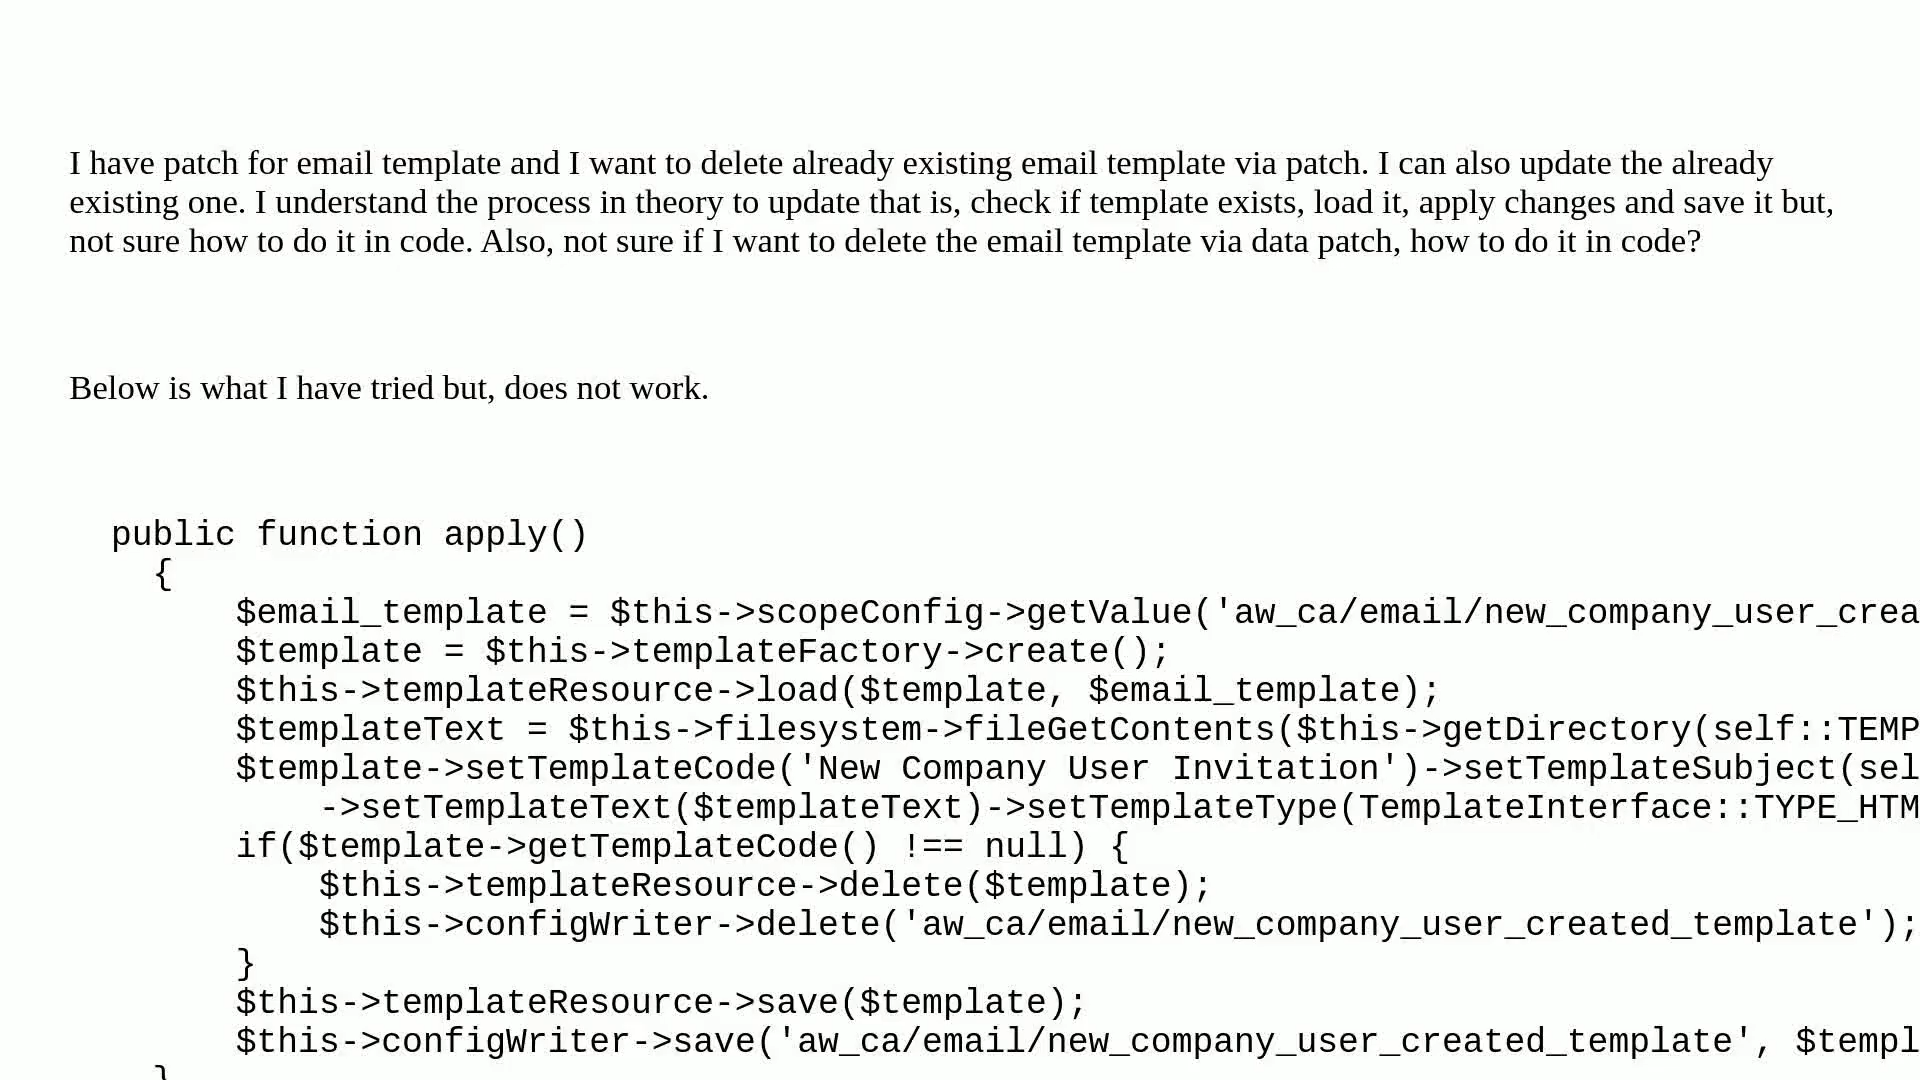 I have patch for email template and I want to delete already existing email template via patch. I can also update the already
existing one. I understand the process in theory to update that is, check if template exists, load it, apply changes and save it but,
not sure how to do it in code. Also, not sure if I want to delete the email template via data patch, how to do it in code?
Below is what I have tried but, does not work.
public function apply()
{
$email_template = $this->scopeConfig->getValue('aw_ca/email/new_company_user_crea
$template = $this->templateFactory->create();
$this->templateResource->load($template, $email_template);
$templateText = $this->filesystem->fileGetContents($this->getDirectory(self::TEMP
$template->setTemplateCode('New Company User Invitation')->setTemplateSubject(sel
->setTemplateText($templateText)->setTemplateType(TemplateInterface::TYPE_HTM
if($template->getTemplateCode() !== null) {
$this->templateResource->delete($template);
$this->configWriter->delete('aw_ca/email/new_company_user_created_template');
}
$this->templateResource->save($template);
$this->configWriter->save('aw_ca/email/new_company_user_created_template', $templ
}